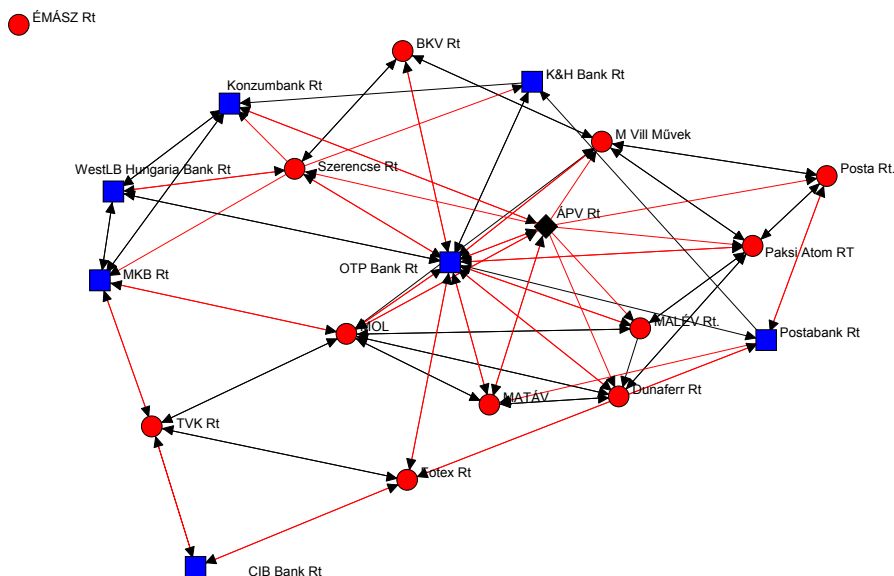 ÉMÁSZ Rt
BKV Rt
K&H Bank Rt
Konzumbank Rt
M Vill Művek
WestLB Hungaria Bank Rt
Szerencse Rt
Posta Rt.
ÁPV Rt
Paksi Atom RT
OTP Bank Rt
MKB Rt
MOL
MALÉV Rt.
Postabank Rt
MATÁV
Dunaferr Rt
TVK Rt
Fotex Rt
CIB Bank Rt